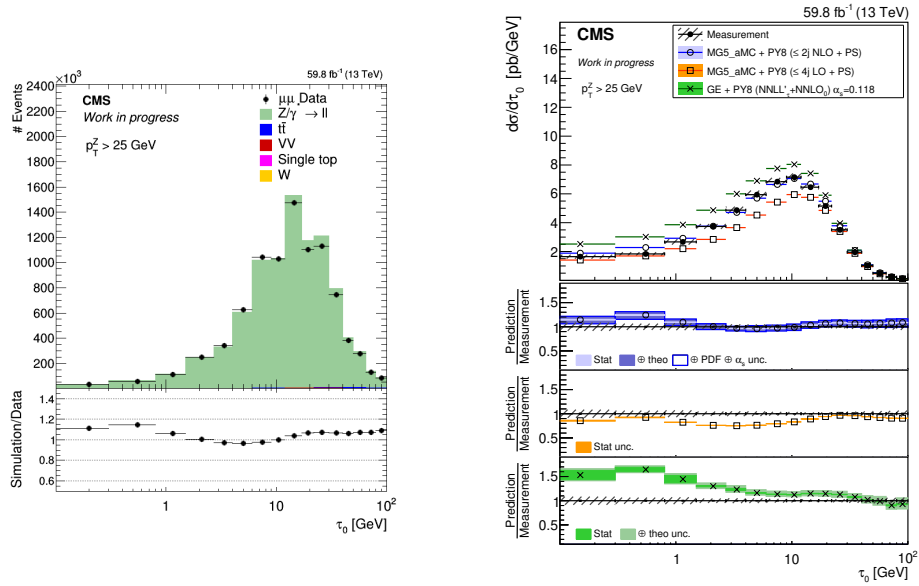 59.8 fb⁻¹ (13 TeV)
×10³
# Events
2400
2200
2000
1800
1600
1400
1200
1000
800
600
400
200
CMS
Work in progress
p_T^Z > 25 GeV
μμ Data
Z/γ → ll
tt̄
VV
Single top
W
Simulation/Data
1.4
1.2
1
0.8
0.6
1
10
10²
τ₀ [GeV]
59.8 fb⁻¹ (13 TeV)
dσ/dτ₀ [pb/GeV]
16
14
12
10
8
6
4
2
CMS
Work in progress
p_T^Z > 25 GeV
Measurement
MG5_aMC + PY8 (≤ 2j NLO + PS)
MG5_aMC + PY8 (≤ 4j LO + PS)
GE + PY8 (NNLL'_τ+NNLO₀) α_s=0.118
Prediction
Measurement
1.5
1
0.5
Stat
⊕ theo
⊕ PDF ⊕ α_s unc.
Prediction
Measurement
1.5
1
0.5
Stat unc.
Prediction
Measurement
1.5
1
0.5
Stat
⊕ theo unc.
1
10
10²
τ₀ [GeV]